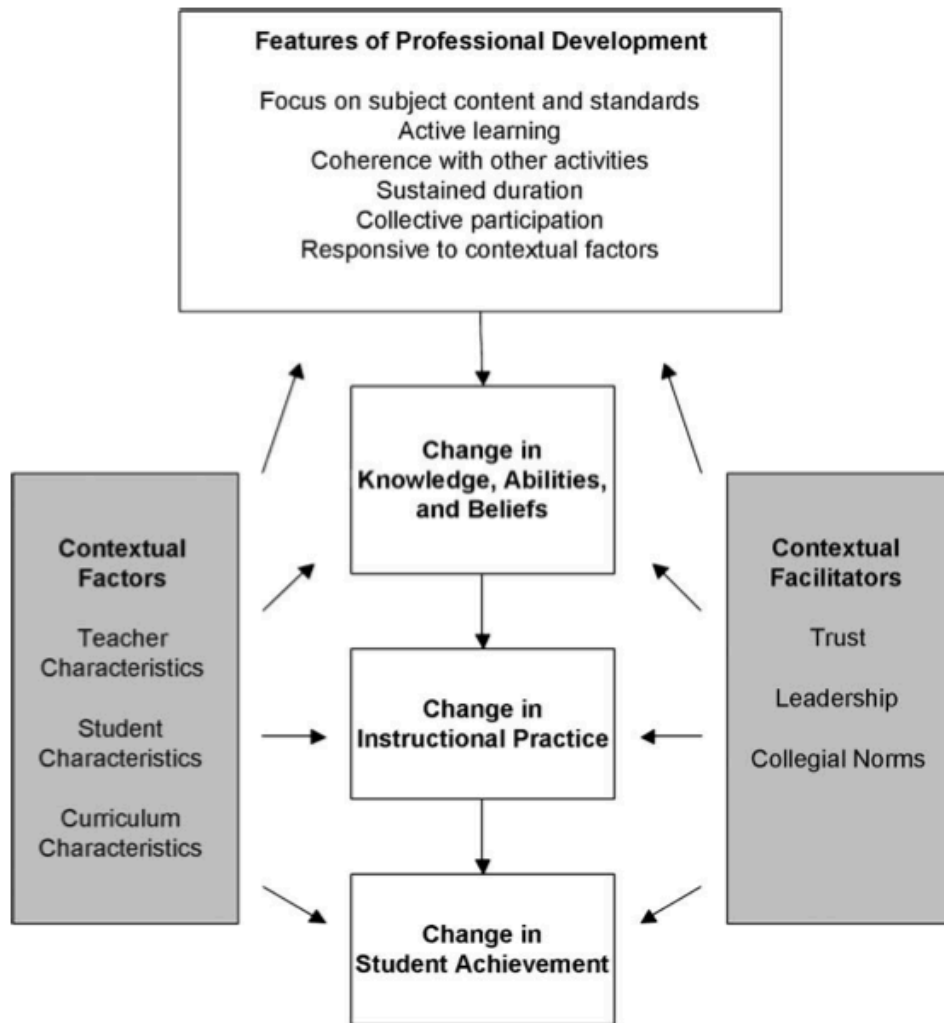 Features of Professional Development
Focus on subject content and standards
Active learning
Coherence with other activities
Sustained duration
Collective participation
Responsive to contextual factors
Change in
Knowledge, Abilities,
and Beliefs
Contextual
Factors
Teacher
Characteristics
Student
Characteristics
Curriculum
Characteristics
Contextual
Facilitators
Trust
Leadership
Collegial Norms
Change in
Instructional Practice
Change in
Student Achievement